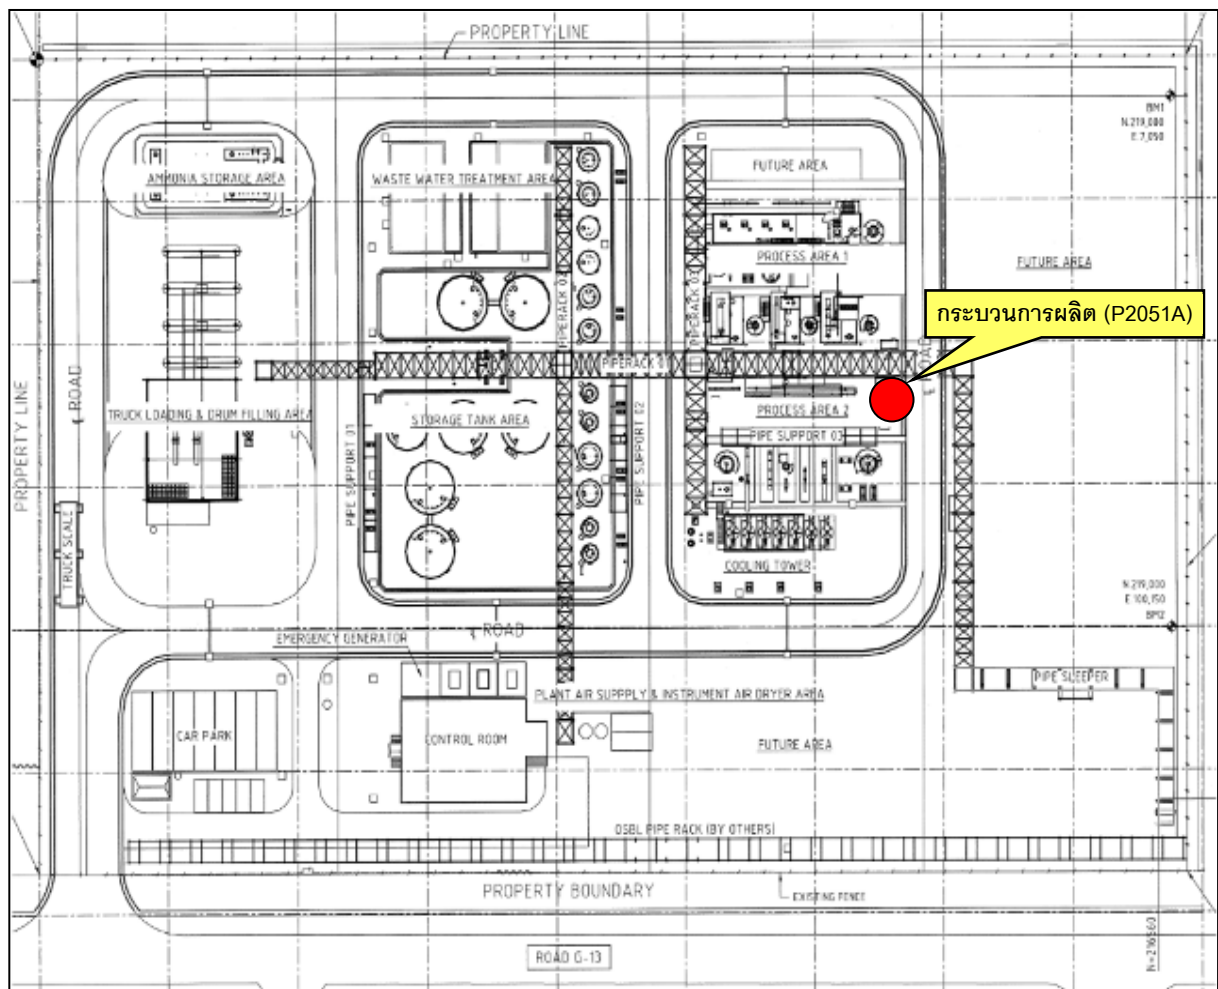 PROPERTY LINE
BM1
N.219,000
E.7,050
AMMONIA STORAGE AREA
WASTE WATER TREATMENT AREA
FUTURE AREA
PROCESS AREA 1
FUTURE AREA
PIPERACK 02
PIPERACK 03
กระบวนการผลิต (P2051A)
PIPERACK 01
ROAD
PROPERTY LINE
ROAD
TRUCK LOADING & DRUM FILLING AREA
STORAGE TANK AREA
PROCESS AREA 2
PIPE SUPPORT 01
PIPE SUPPORT 02
PIPE SUPPORT 03
TRUCK SCALE
COOLING TOWER
N.219,000
E.100,150
BM2
EMERGENCY GENERATOR
ROAD
PIPE SLEEPER
PLANT AIR SUPPPLY & INSTRUMENT AIR DRYER AREA
CAR PARK
CONTROL ROOM
FUTURE AREA
OSBL PIPE RACK (BY OTHERS)
PROPERTY BOUNDARY
EXISTING FENCE
N=216560
ROAD G-13